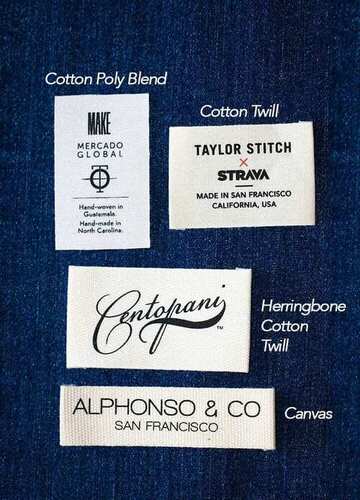 Cotton Poly Blend
MAKE
MERCADO
GLOBAL
Hand-woven in
Guatemala.
Hand-made in
North Carolina.
Cotton Twill
TAYLOR STITCH
×
STRAVA
MADE IN SAN FRANCISCO
CALIFORNIA, USA
Centopani
™
Herringbone
Cotton
Twill
ALPHONSO & CO
SAN FRANCISCO
Canvas